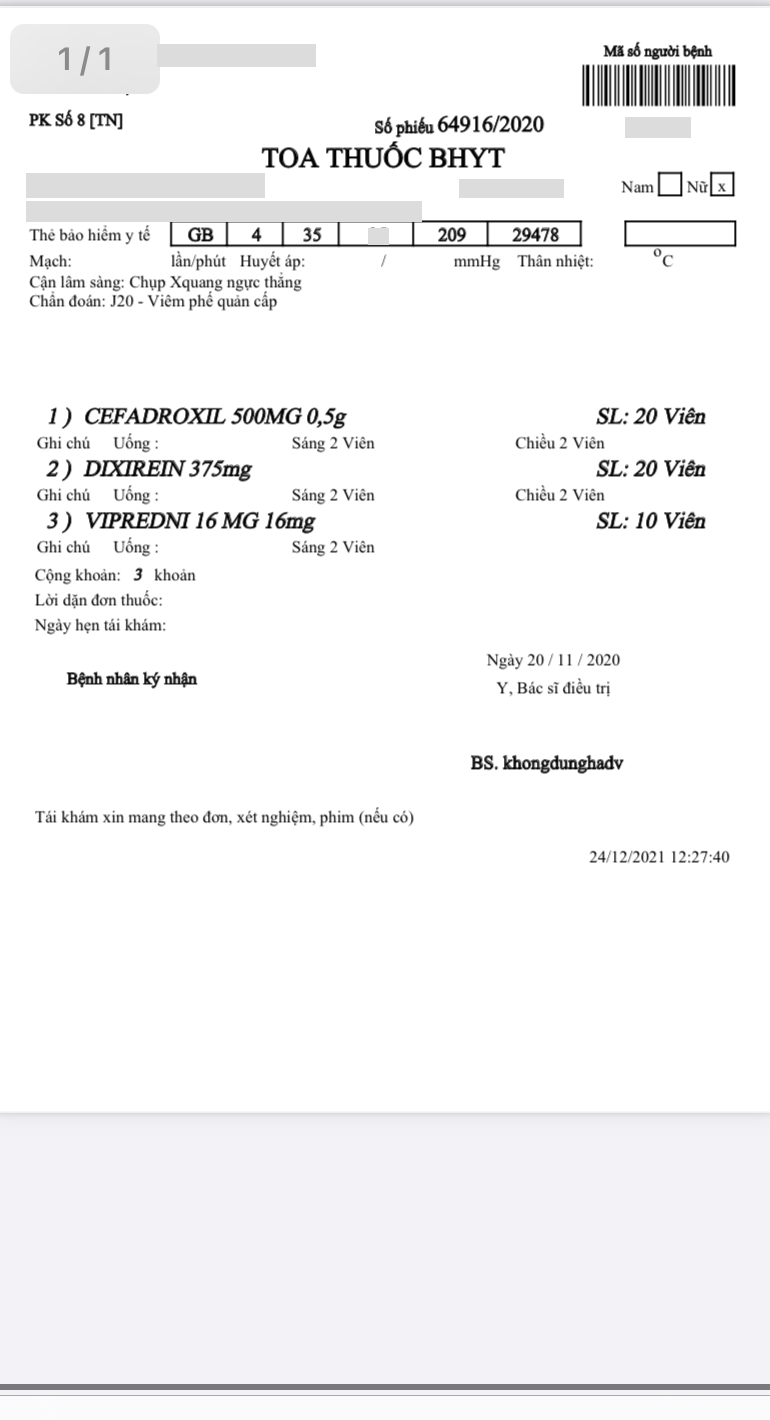 1/1
Mã số người bệnh
PK Số 8 [TN]
Số phiếu 64916/2020
TOA THUỐC BHYT
Nam Nữ x
Thẻ bảo hiểm y tế GB 4 35 209 29478
Mạch: lần/phút Huyết áp: / mmHg Thân nhiệt: ºC
Cận lâm sàng: Chụp Xquang ngực thẳng
Chẩn đoán: J20 - Viêm phế quản cấp
1 ) CEFADROXIL 500MG 0,5g SL: 20 Viên
Ghi chú Uống : Sáng 2 Viên Chiều 2 Viên
2 ) DIXIREIN 375mg SL: 20 Viên
Ghi chú Uống : Sáng 2 Viên Chiều 2 Viên
3 ) VIPREDNI 16 MG 16mg SL: 10 Viên
Ghi chú Uống : Sáng 2 Viên
Cộng khoản: 3 khoản
Lời dặn đơn thuốc:
Ngày hẹn tái khám:
Ngày 20 / 11 / 2020
Bệnh nhân ký nhận
Y, Bác sĩ điều trị
BS. khongdunghadv
Tái khám xin mang theo đơn, xét nghiệm, phim (nếu có)
24/12/2021 12:27:40